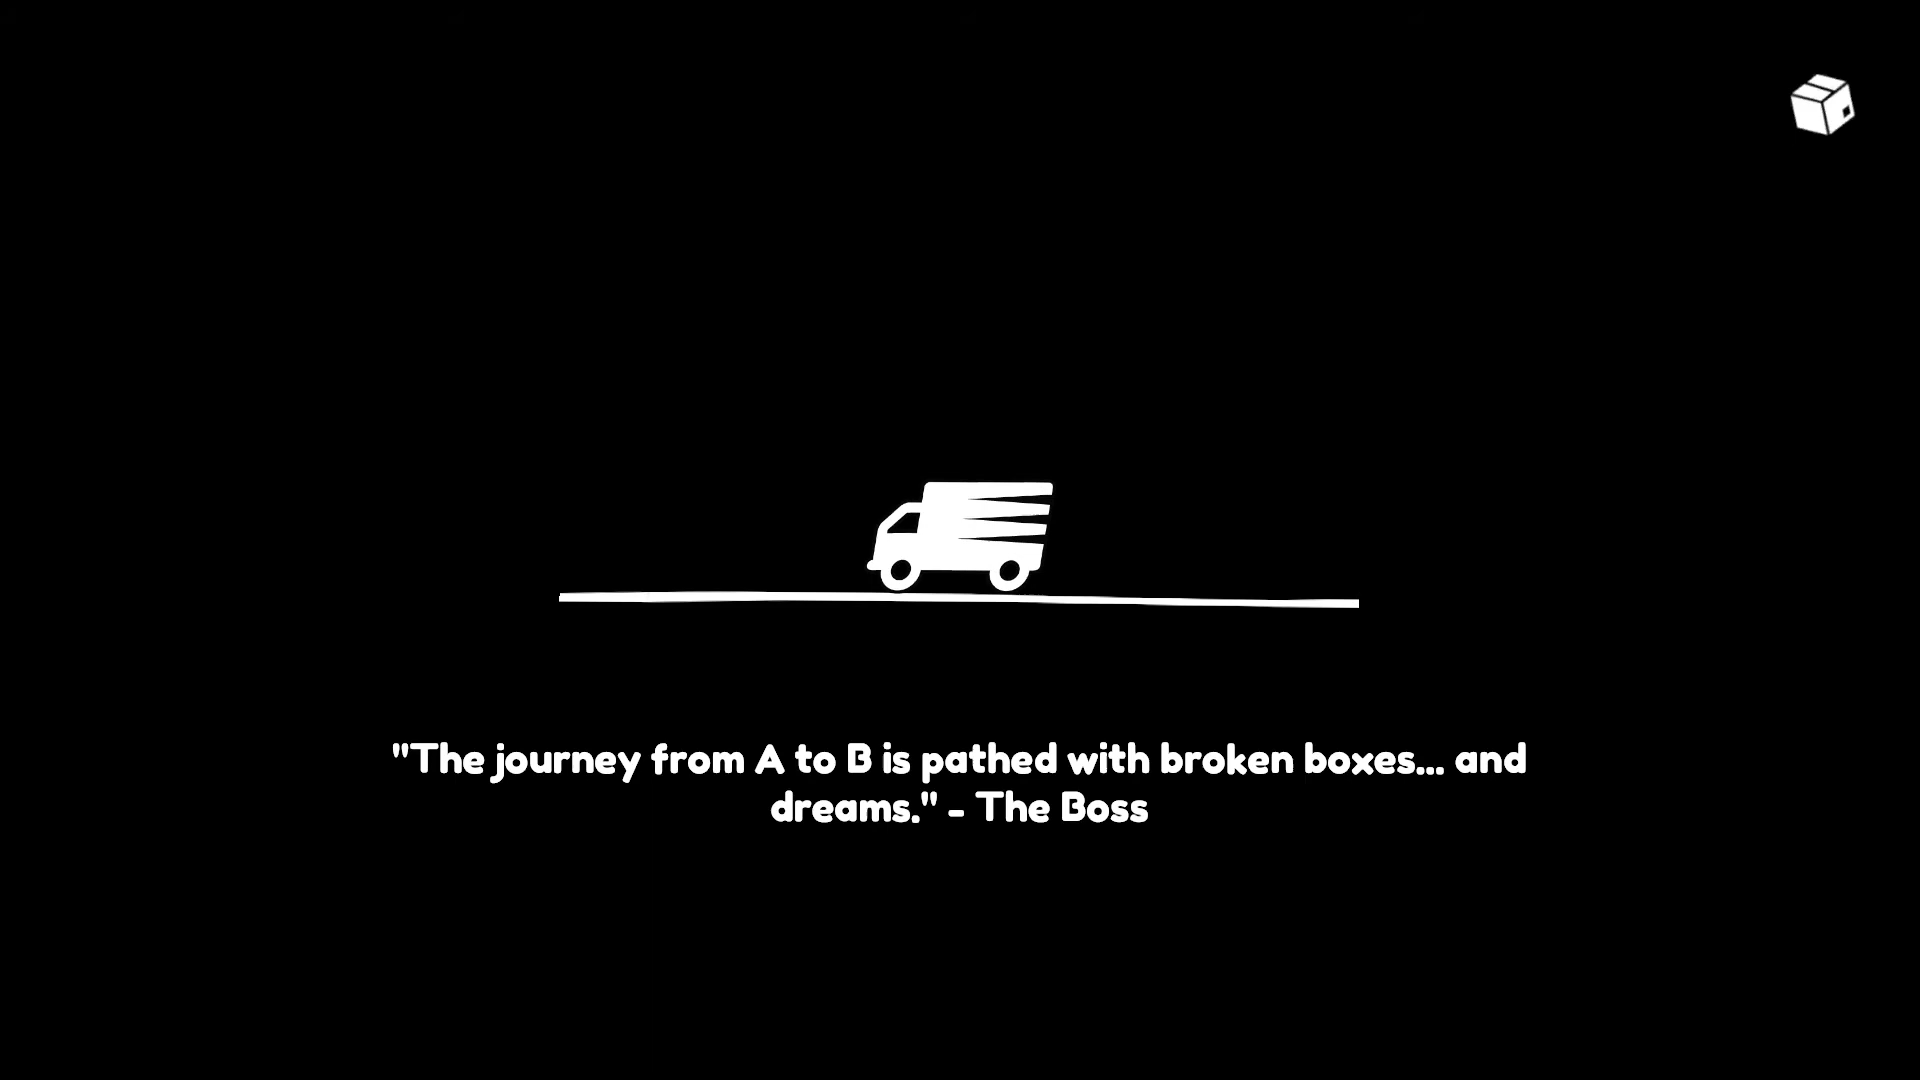 "The journey from A to B is pathed with broken boxes... and
dreams." - The Boss